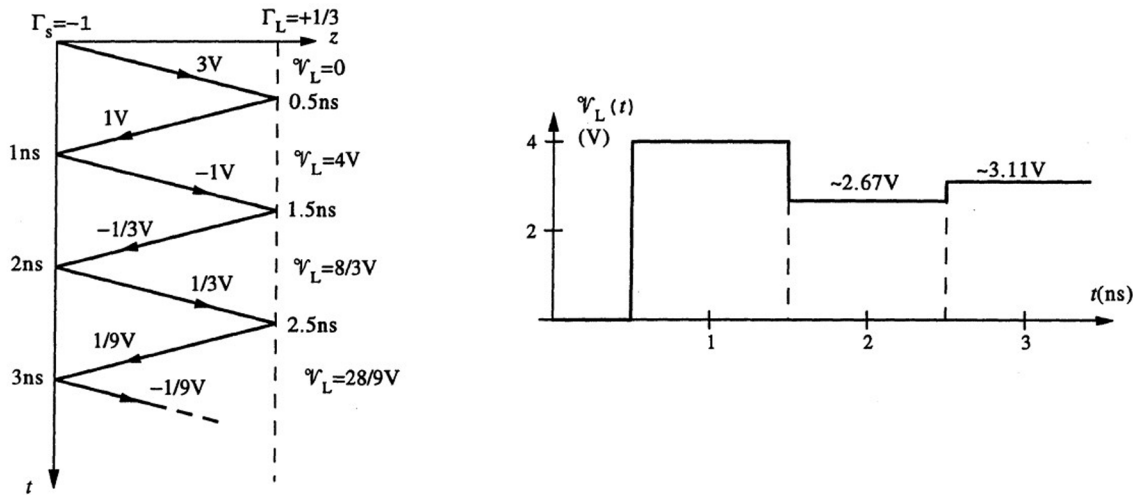 Γs=-1
ΓL=+1/3
z
3V
𝒱L=0
0.5ns
1V
1ns
𝒱L=4V
-1V
1.5ns
-1/3V
2ns
𝒱L=8/3V
1/3V
2.5ns
1/9V
3ns
𝒱L=28/9V
-1/9V
t
𝒱L(t)
(V)
4
~2.67V
~3.11V
2
t(ns)
1
2
3